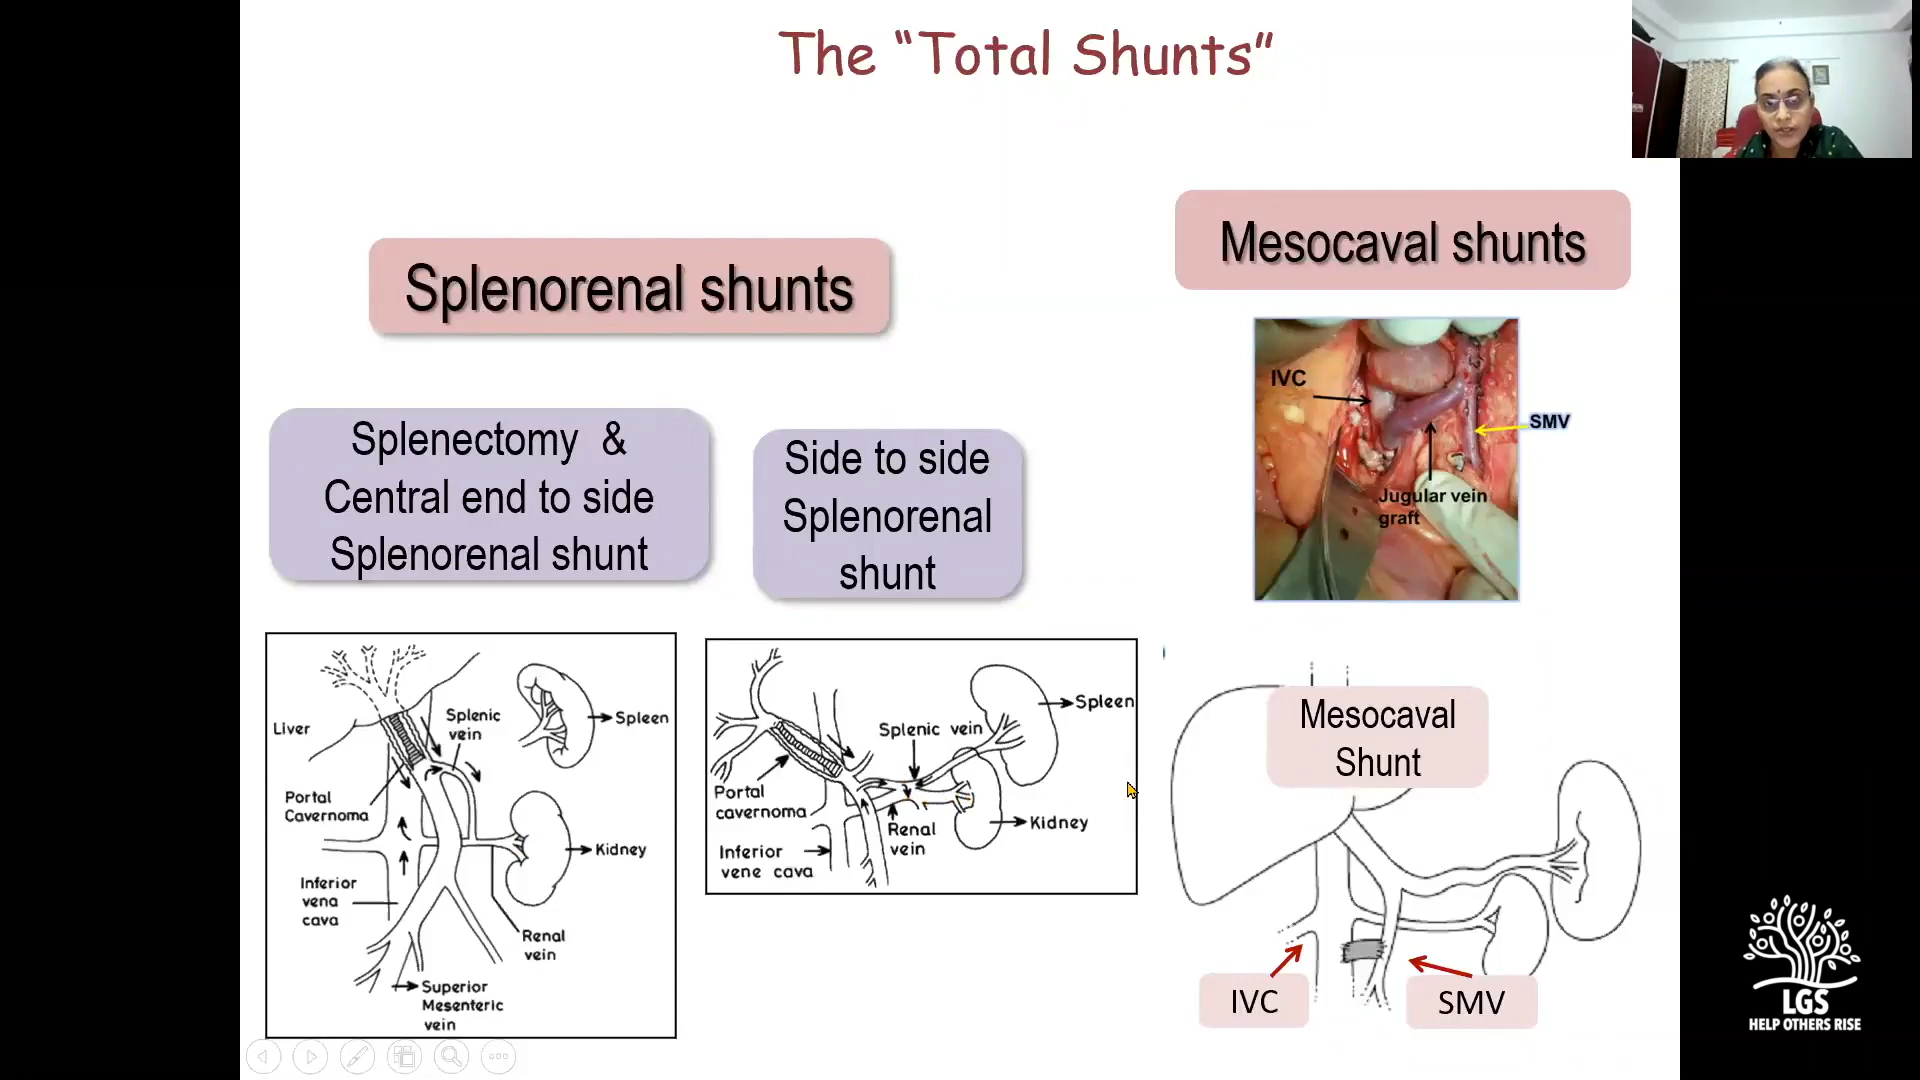 The “Total Shunts”
Splenorenal shunts
Mesocaval shunts
Splenectomy &
Central end to side
Splenorenal shunt
Side to side
Splenorenal
shunt
IVC
SMV
Jugular vein
graft
Liver
Splenic
vein
Spleen
Portal
Cavernoma
Kidney
Inferior
vena
cava
Renal
vein
Superior
Mesenteric
vein
Spleen
Splenic vein
Portal
cavernoma
Renal
vein
Kidney
Inferior
vene cava
Mesocaval
Shunt
IVC
SMV
LGS
HELP OTHERS RISE